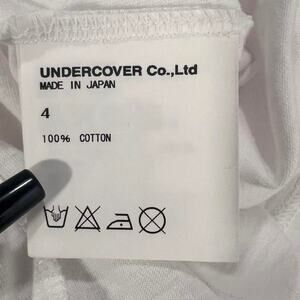 UNDERCOVER Co.,Ltd
MADE IN JAPAN
4
100% COTTON